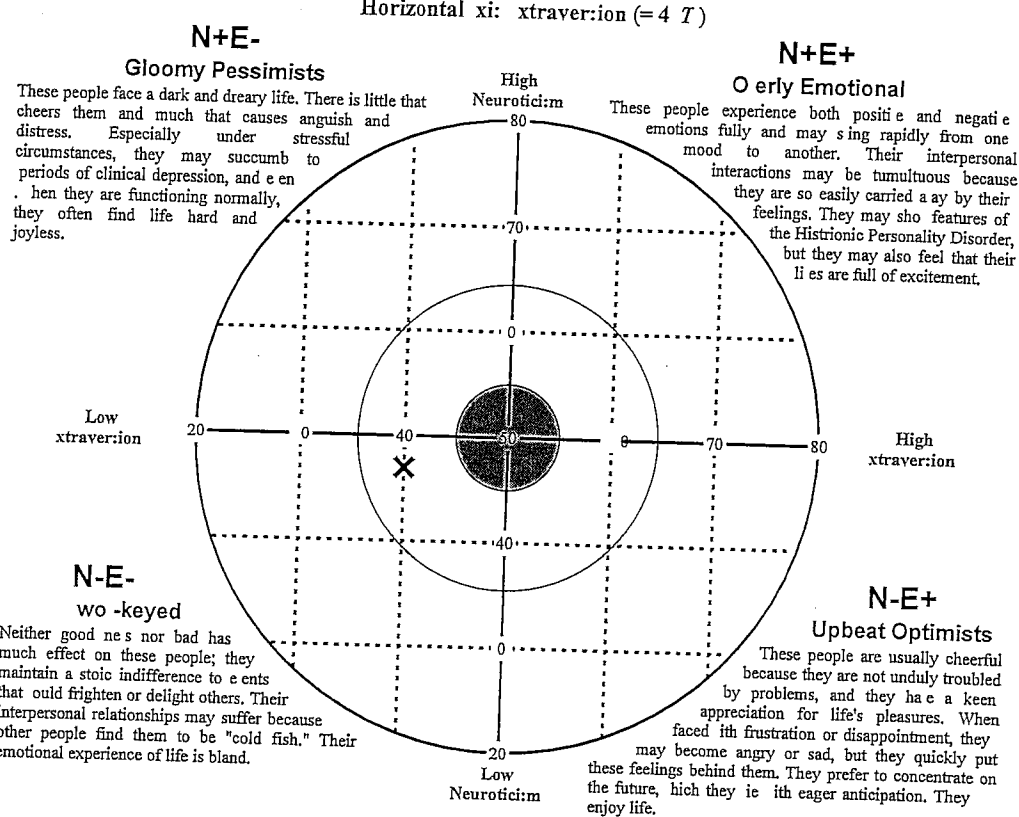 Horizontal xi: xtraver:ion (= 4 T )
N+E-
Gloomy Pessimists
These people face a dark and dreary life. There is little that
cheers them and much that causes anguish and
distress. Especially under stressful
circumstances, they may succumb to
periods of clinical depression, and e en
. hen they are functioning normally,
they often find life hard and
joyless.
High
Neurotici:m
N+E+
O erly Emotional
These people experience both positi e and negati e
emotions fully and may s ing rapidly from one
mood to another. Their interpersonal
interactions may be tumultuous because
they are so easily carried a ay by their
feelings. They may sho features of
the Histrionic Personality Disorder,
but they may also feel that their
li es are full of excitement.
80
70
0
Low
xtraver:ion
20 0 40 50 0 70 80
High
xtraver:ion
40
0
20
Low
Neurotici:m
N-E-
wo -keyed
Neither good ne s nor bad has
much effect on these people; they
maintain a stoic indifference to e ents
that ould frighten or delight others. Their
interpersonal relationships may suffer because
other people find them to be "cold fish." Their
emotional experience of life is bland.
N-E+
Upbeat Optimists
These people are usually cheerful
because they are not unduly troubled
by problems, and they ha e a keen
appreciation for life's pleasures. When
faced ith frustration or disappointment, they
may become angry or sad, but they quickly put
these feelings behind them. They prefer to concentrate on
the future, hich they ie ith eager anticipation. They
enjoy life.